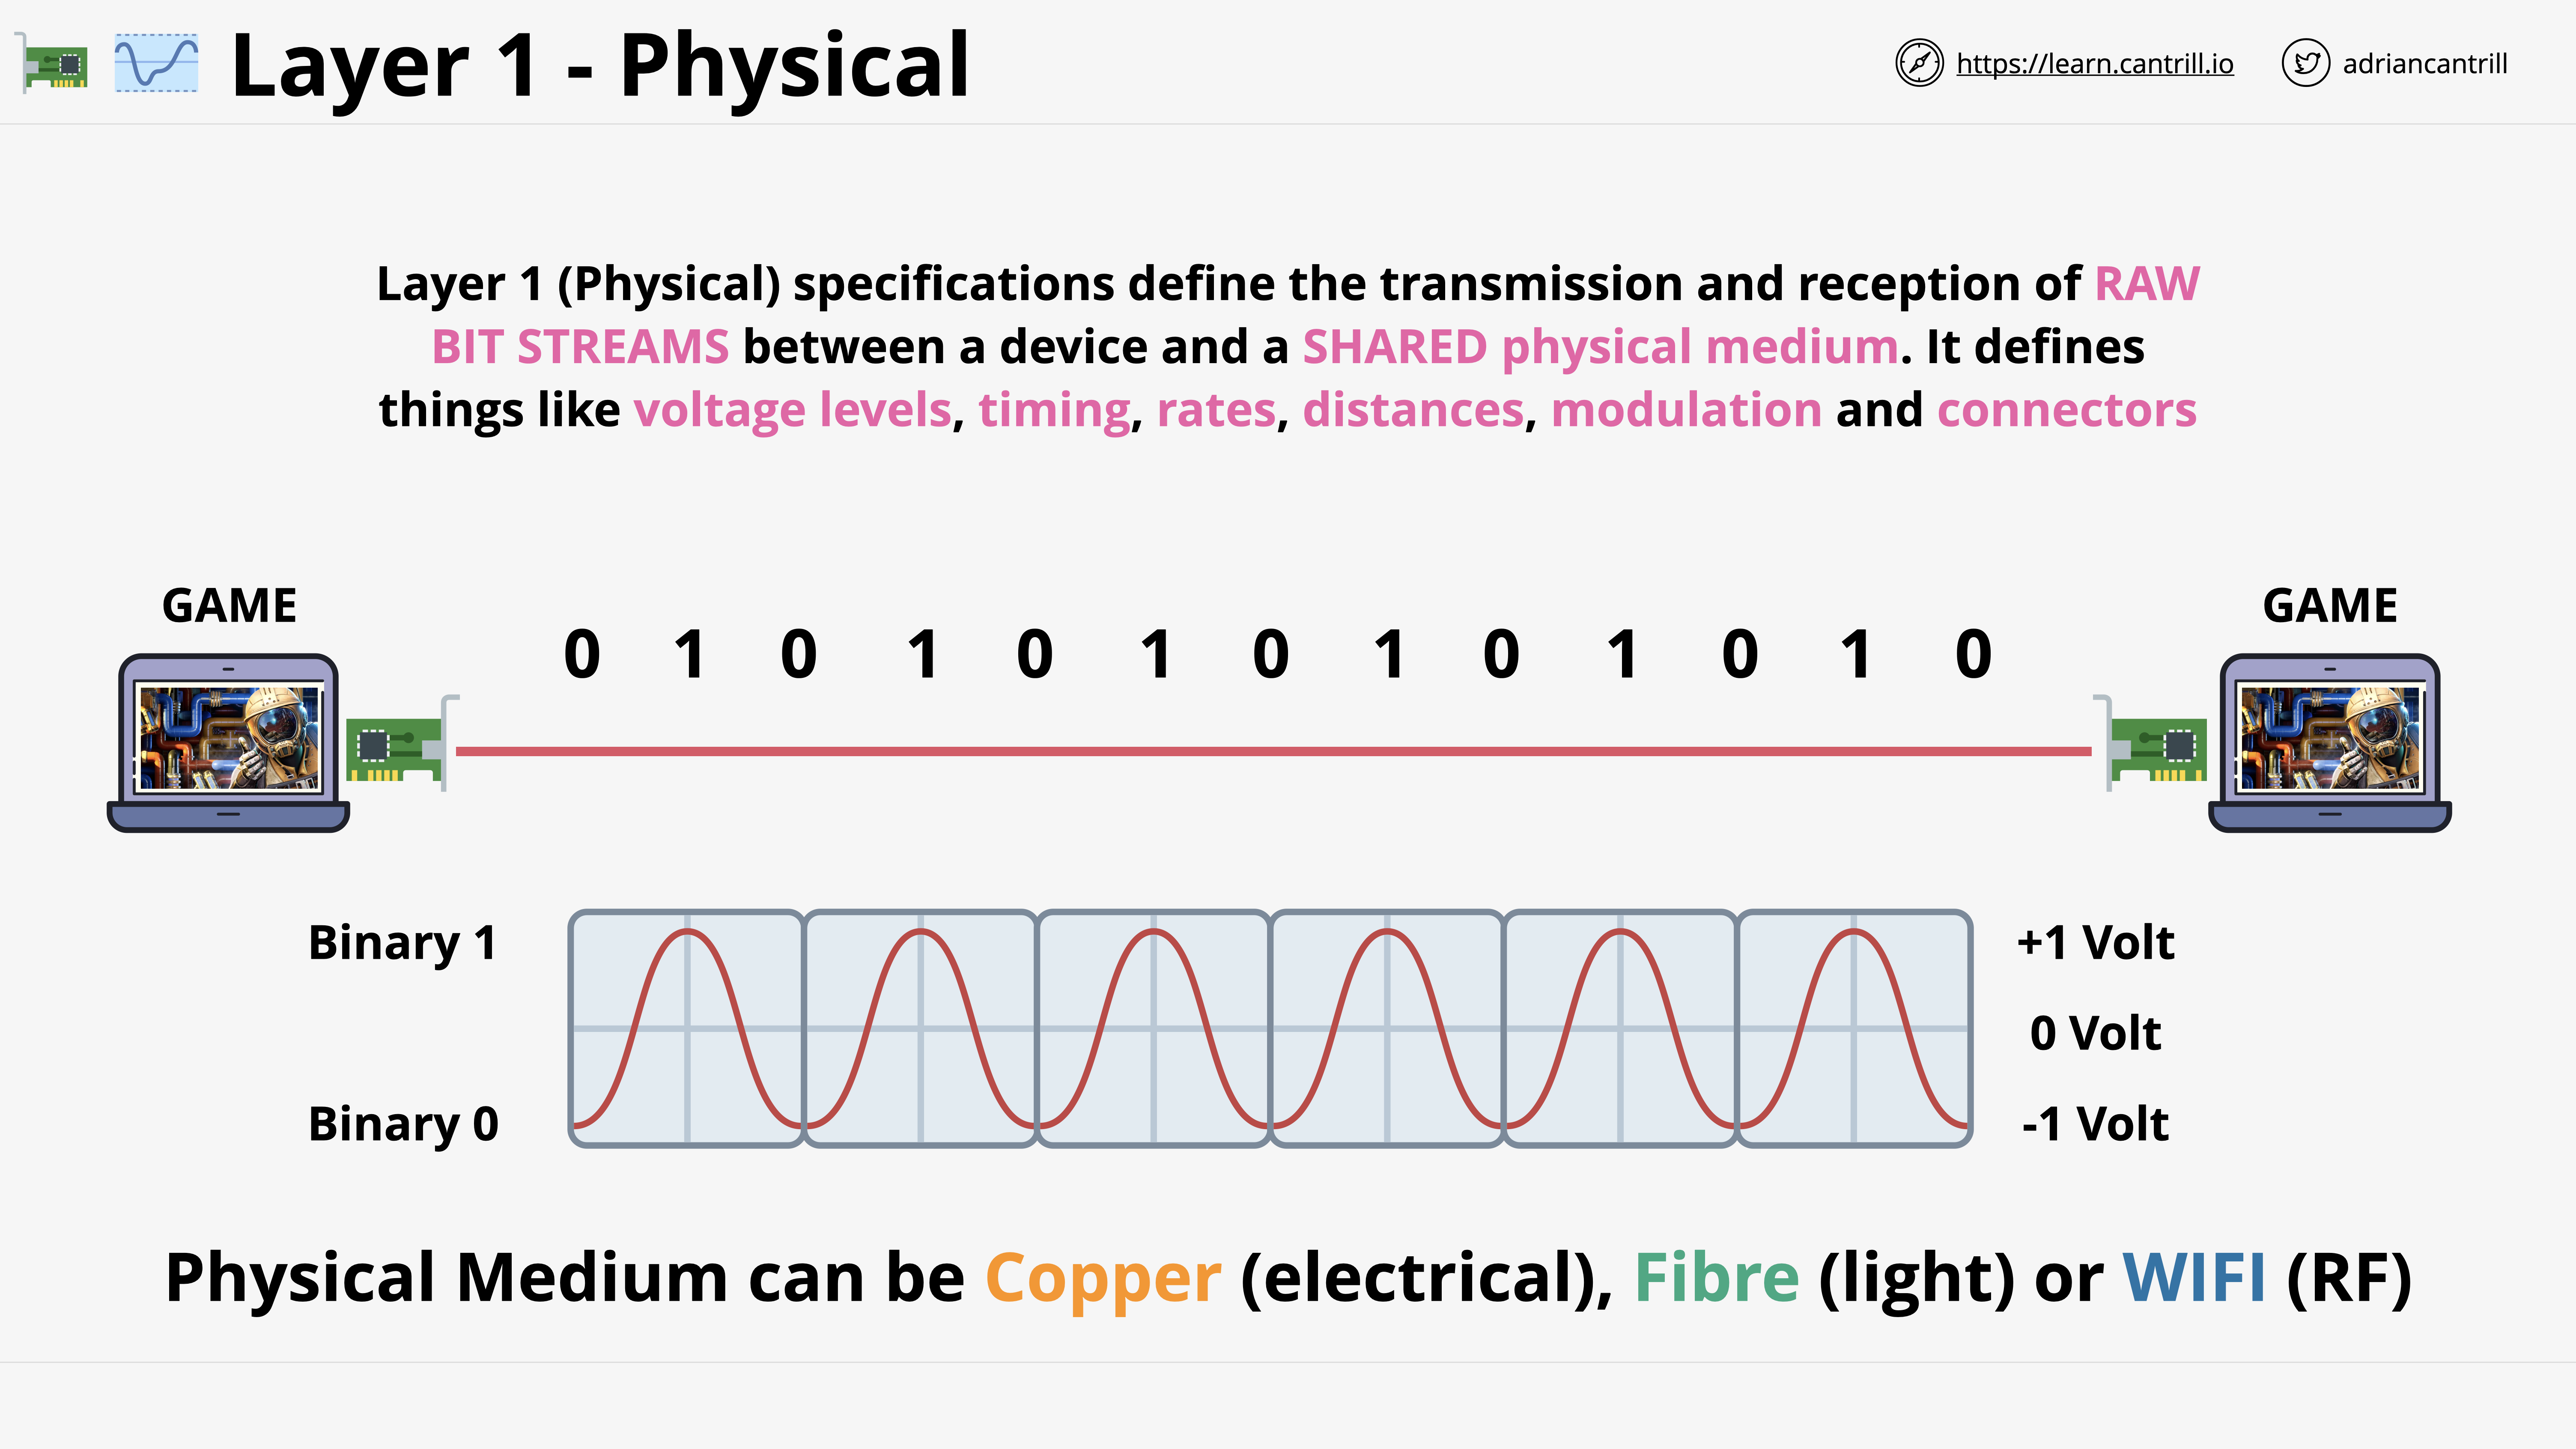 Layer 1 - Physical
https://learn.cantrill.io
adriancantrill
Layer 1 (Physical) specifications define the transmission and reception of RAW
BIT STREAMS between a device and a SHARED physical medium. It defines
things like voltage levels, timing, rates, distances, modulation and connectors
GAME
GAME
0 1 0 1 0 1 0 1 0 1 0 1 0
Binary 1
+1 Volt
0 Volt
Binary 0
-1 Volt
Physical Medium can be Copper (electrical), Fibre (light) or WIFI (RF)